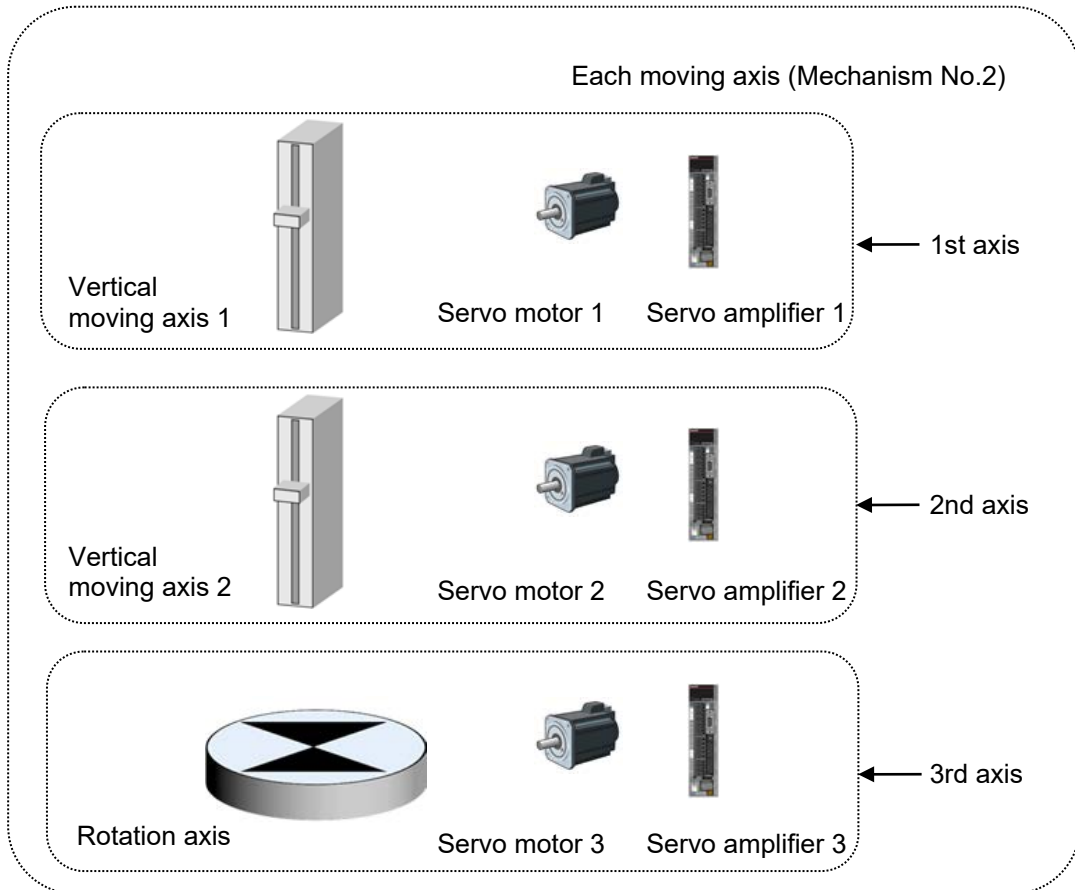 Each moving axis (Mechanism No.2)
Vertical
moving axis 1
Servo motor 1
Servo amplifier 1
1st axis
Vertical
moving axis 2
Servo motor 2
Servo amplifier 2
2nd axis
Rotation axis
Servo motor 3
Servo amplifier 3
3rd axis